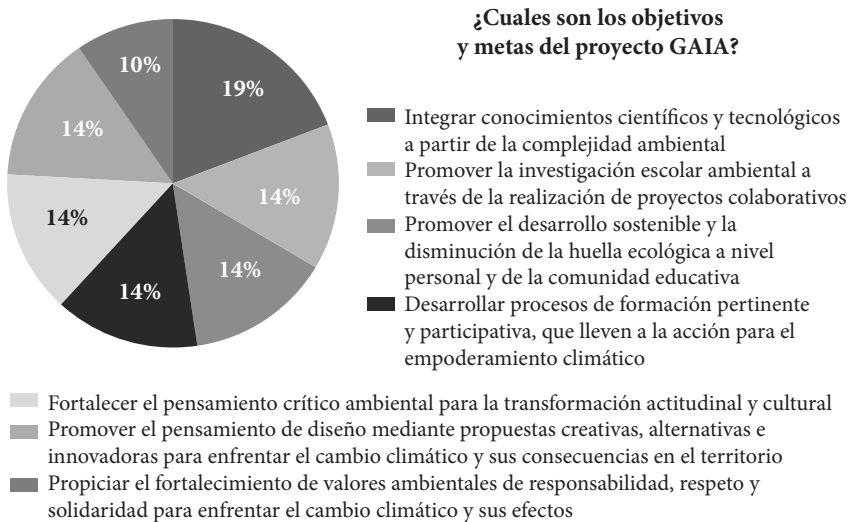 ¿Cuales son los objetivos
y metas del proyecto GAIA?
10%
19%
14%
14%
14%
14%
14%
Integrar conocimientos científicos y tecnológicos
a partir de la complejidad ambiental
Promover la investigación escolar ambiental a
través de la realización de proyectos colaborativos
Promover el desarrollo sostenible y la
disminución de la huella ecológica a nivel
personal y de la comunidad educativa
Desarrollar procesos de formación pertinente
y participativa, que lleven a la acción para el
empoderamiento climático
Fortalecer el pensamiento crítico ambiental para la transformación actitudinal y cultural
Promover el pensamiento de diseño mediante propuestas creativas, alternativas e
innovadoras para enfrentar el cambio climático y sus consecuencias en el territorio
Propiciar el fortalecimiento de valores ambientales de responsabilidad, respeto y
solidaridad para enfrentar el cambio climático y sus efectos